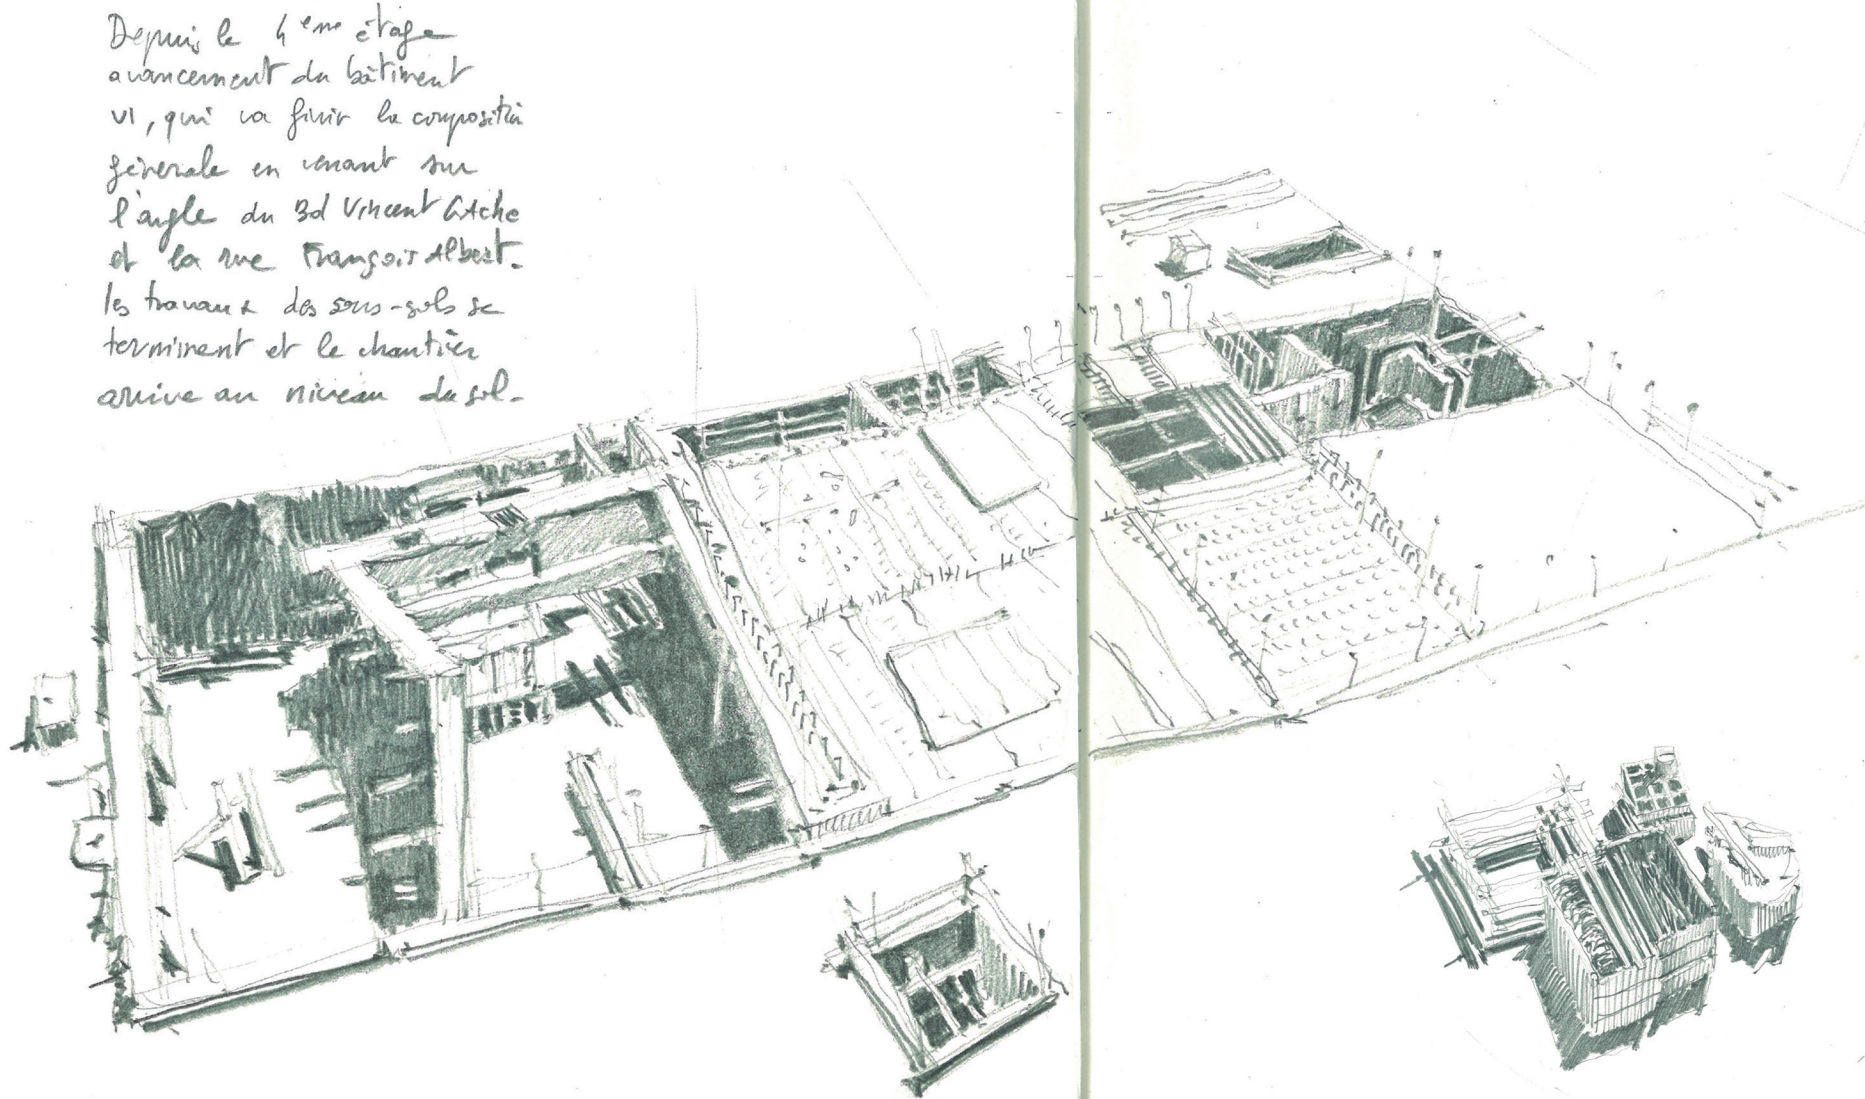 Depuis le 4ème étage
avancement du bâtiment
VI, qui va finir la composition
générale en venant sur
l'angle du Bd Vincent GAche
et la rue François Albert.
les travaux des sous-sols se
terminent et le chantier
arrive au niveau du sol.